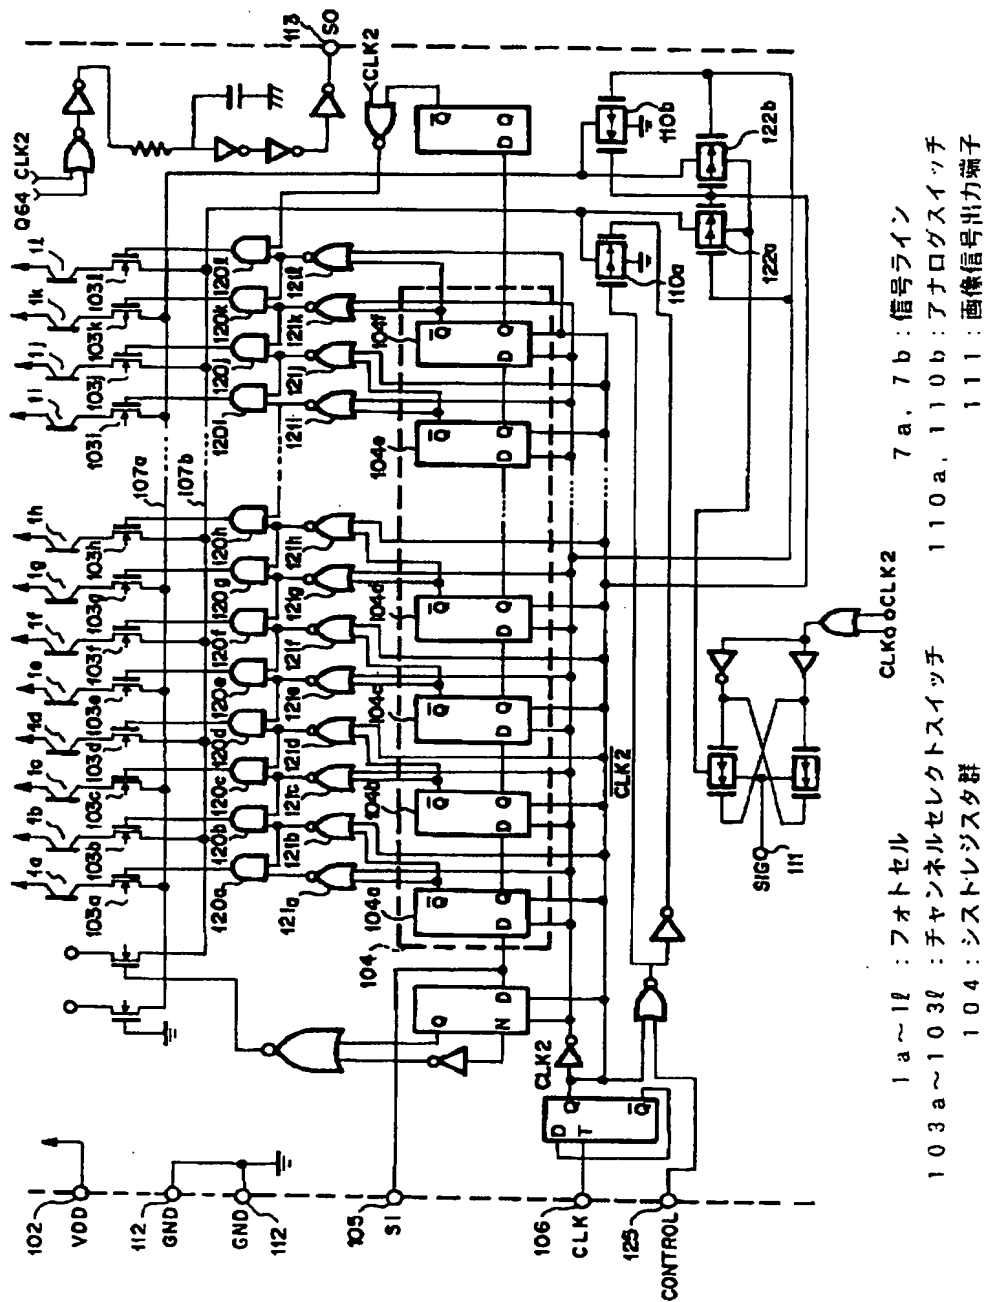 102
VDD
112
GND
GND
112
105
SI
106
CLK
125
CONTROL
1a
1b
1c
1d
1e
1f
1g
1h
1i
1j
1k
1ℓ
103a
103b
103c
103d
103e
103f
103g
103h
103i
103j
103k
103ℓ
107a
107b
120a
120b
120c
120d
120e
120f
120g
120h
120i
120j
120k
120ℓ
121a
121b
121c
121d
121e
121f
121g
121h
121i
121j
121k
121ℓ
104
104a
104b
104c
104d
104e
104f
Q N D
D Q Q̅
D Q Q̅
D Q Q̅
D Q Q̅
D Q Q̅
D Q Q̅
D Q Q̅
D T Q Q̅
CLK2
C̅L̅K̅2̅
Q64 CLK2
113
SO
CLK2
110a
110b
122a
122b
SIG
111
CLK
CLK2
1a～1ℓ：フォトセル
103a～103ℓ：チャンネルセレクトスイッチ
104：シストレジスタ群
7a，7b：信号ライン
110a，110b：アナログスイッチ
111：画像信号出力端子